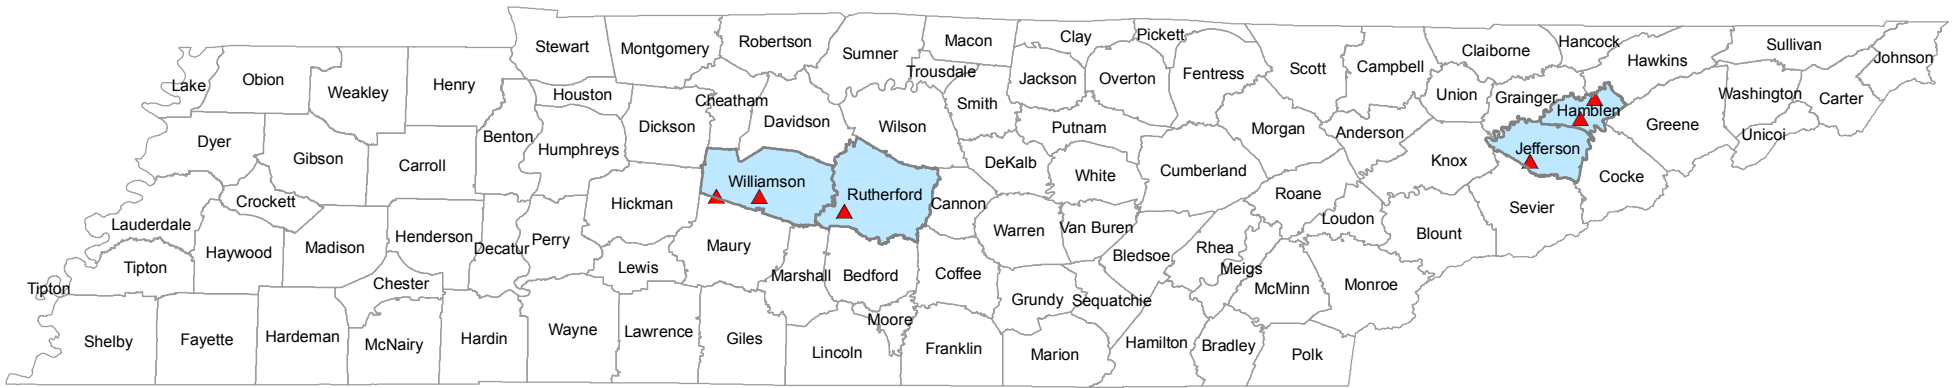 Stewart
Montgomery
Robertson
Sumner
Macon
Clay
Pickett
Claiborne
Hancock
Sullivan
Johnson
Lake
Obion
Weakley
Henry
Houston
Cheatham
Trousdale
Jackson
Overton
Fentress
Scott
Campbell
Hawkins
Union
Grainger
Washington
Carter
Dyer
Gibson
Carroll
Benton
Humphreys
Dickson
Davidson
Wilson
Smith
Putnam
Morgan
Anderson
Hamblen
Greene
Unicoi
Crockett
Williamson
Rutherford
DeKalb
White
Cumberland
Knox
Jefferson
Cocke
Lauderdale
Haywood
Madison
Henderson
Decatur
Perry
Hickman
Maury
Cannon
Warren
Van Buren
Roane
Loudon
Blount
Sevier
Tipton
Tipton
Chester
Lewis
Marshall
Bedford
Coffee
Grundy
Sequatchie
Bledsoe
Rhea
Meigs
McMinn
Monroe
Shelby
Fayette
Hardeman
McNairy
Hardin
Wayne
Lawrence
Giles
Lincoln
Moore
Franklin
Marion
Hamilton
Bradley
Polk